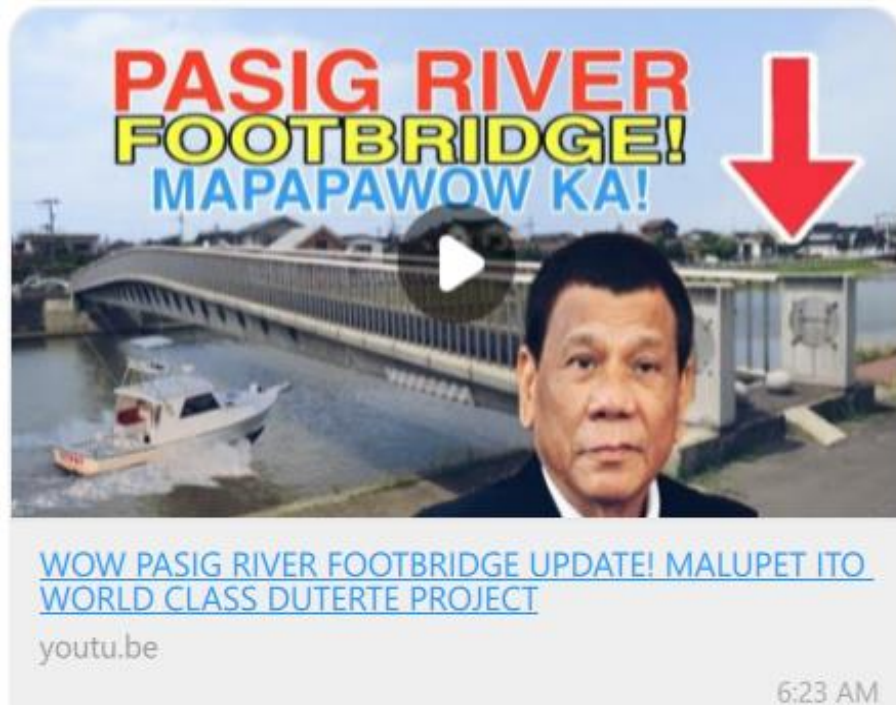 PASIG RIVER
FOOTBRIDGE!
MAPAPAWOW KA!
WOW PASIG RIVER FOOTBRIDGE UPDATE! MALUPET ITO
WORLD CLASS DUTERTE PROJECT
youtu.be
6:23 AM